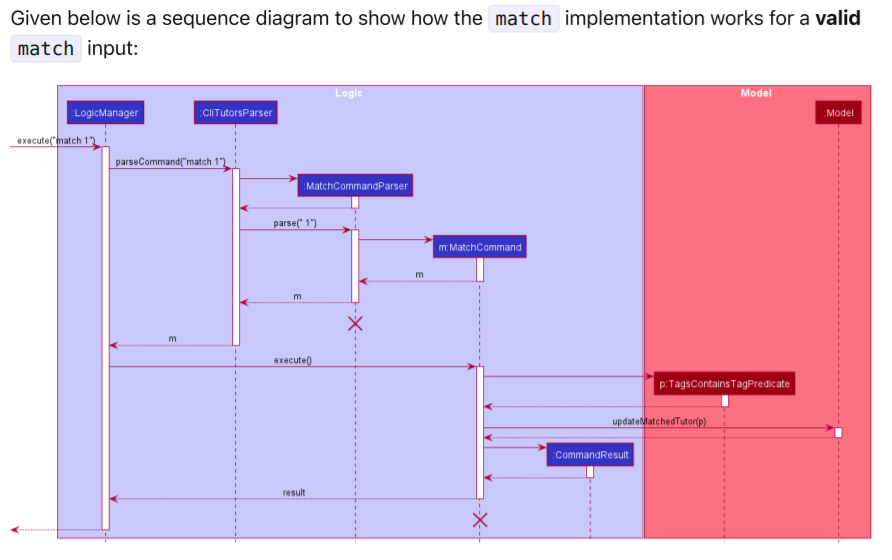 Given below is a sequence diagram to show how the match implementation works for a valid
match input:
Logic
Model
:LogicManager
:CliTutorsParser
:Model
execute("match 1")
parseCommand("match 1")
:MatchCommandParser
parse(" 1")
m:MatchCommand
m
m
m
execute()
p:TagsContainsTagPredicate
updateMatchedTutor(p)
:CommandResult
result